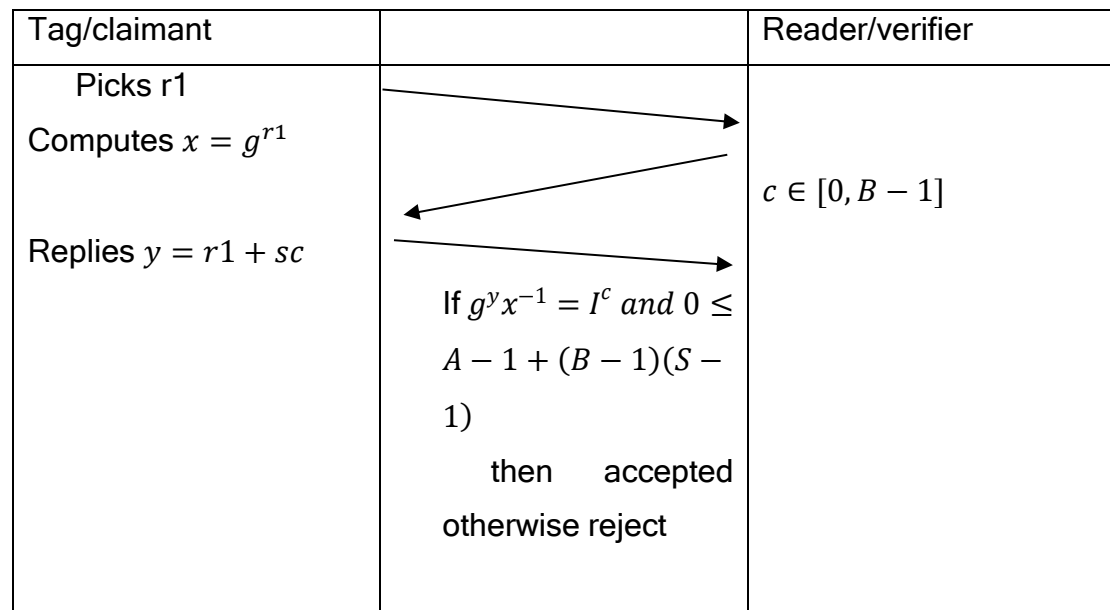 Tag/claimant
Reader/verifier
Picks r1
Computes 𝑥 = 𝑔^{𝑟1}
𝑐 ∈ [0, 𝐵 − 1]
Replies 𝑦 = 𝑟1 + 𝑠𝑐
If 𝑔^{𝑦}𝑥^{−1} = 𝐼^{𝑐} 𝑎𝑛𝑑 0 ≤
𝐴 − 1 + (𝐵 − 1)(𝑆 −
1)
then accepted
otherwise reject